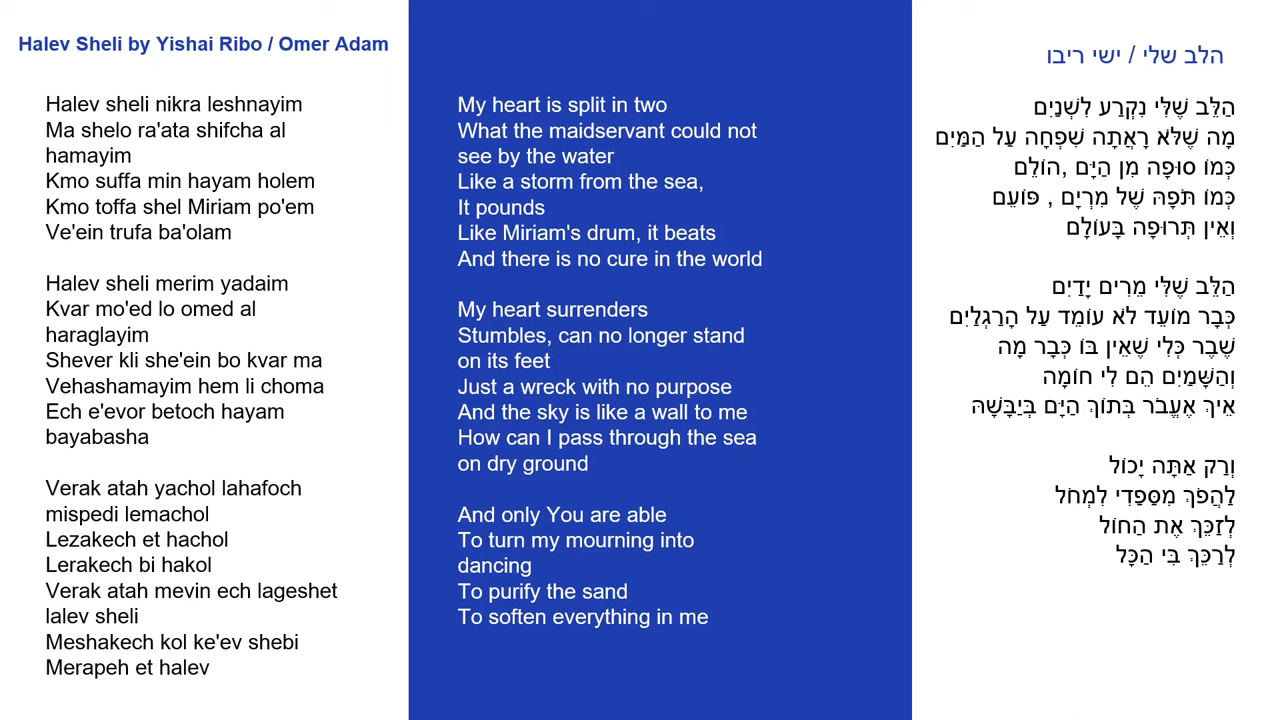 Halev Sheli by Yishai Ribo / Omer Adam
Halev sheli nikra leshnayim
Ma shelo ra'ata shifcha al
hamayim
Kmo suffa min hayam holem
Kmo toffa shel Miriam po'em
Ve'ein trufa ba'olam
Halev sheli merim yadaim
Kvar mo'ed lo omed al
haraglayim
Shever kli she'ein bo kvar ma
Vehashamayim hem li choma
Ech e'evor betoch hayam
bayabasha
Verak atah yachol lahafoch
mispedi lemachol
Lezakech et hachol
Lerakech bi hakol
Verak atah mevin ech lageshet
lalev sheli
Meshakech kol ke'ev shebi
Merapeh et halev
My heart is split in two
What the maidservant could not
see by the water
Like a storm from the sea,
It pounds
Like Miriam's drum, it beats
And there is no cure in the world
My heart surrenders
Stumbles, can no longer stand
on its feet
Just a wreck with no purpose
And the sky is like a wall to me
How can I pass through the sea
on dry ground
And only You are able
To turn my mourning into
dancing
To purify the sand
To soften everything in me
הלב שלי / ישי ריבו
הַלֵּב שֶׁלִּי נִקְרַע לִשְׁנַיִם
מָה שֶׁלֹּא רָאֲתָה שִׁפְחָה עַל הַמַּיִם
כְּמוֹ סוּפָה מִן הַיָּם ,הוֹלֵם
כְּמוֹ תֹּפָהּ שֶׁל מִרְיָם , פּוֹעֵם
וְאֵין תְּרוּפָה בָּעוֹלָם
הַלֵּב שֶׁלִּי מֵרִים יָדַיִם
כְּבָר מוֹעֵד לֹא עוֹמֵד עַל הָרַגְלַיִם
שֶׁבֶר כְּלִי שֶׁאֵין בּוֹ כְּבָר מָה
וְהַשָּׁמַיִם הֵם לִי חוֹמָה
אֵיךְ אֶעֱבֹר בְּתוֹךְ הַיָּם בְּיַבָּשָׁהּ
וְרַק אַתָּה יָכוֹל
לַהֲפֹךְ מִסַּפַּדִי לִמְחֹל
לְזַכֵּךְ אֶת הַחוֹל
לְרַכֵּךְ בִּי הַכָּל